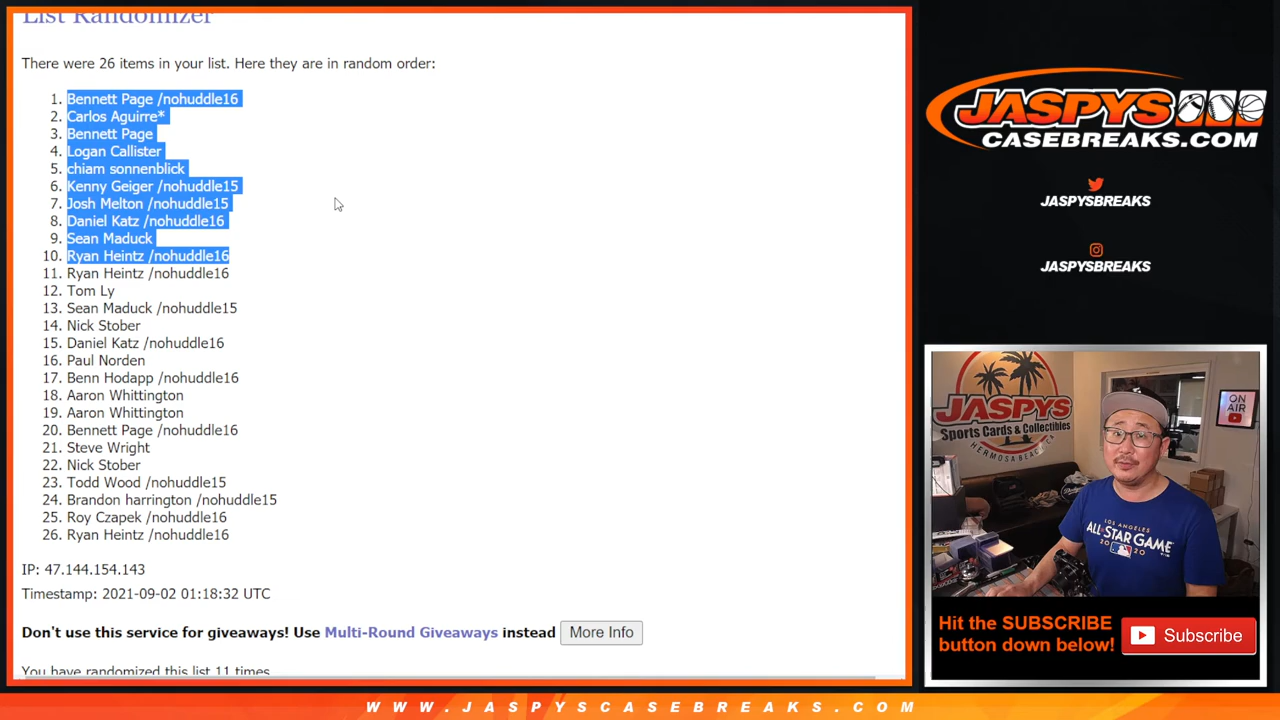 List Randomizer
There were 26 items in your list. Here they are in random order:
1. Bennett Page /nohuddle16
2. Carlos Aguirre*
3. Bennett Page
4. Logan Callister
5. chiam sonnenblick
6. Kenny Geiger /nohuddle15
7. Josh Melton /nohuddle15
8. Daniel Katz /nohuddle16
9. Sean Maduck
10. Ryan Heintz /nohuddle16
11. Ryan Heintz /nohuddle16
12. Tom Ly
13. Sean Maduck /nohuddle15
14. Nick Stober
15. Daniel Katz /nohuddle16
16. Paul Norden
17. Benn Hodapp /nohuddle16
18. Aaron Whittington
19. Aaron Whittington
20. Bennett Page /nohuddle16
21. Steve Wright
22. Nick Stober
23. Todd Wood /nohuddle15
24. Brandon harrington /nohuddle15
25. Roy Czapek /nohuddle16
26. Ryan Heintz /nohuddle16
IP: 47.144.154.143
Timestamp: 2021-09-02 01:18:32 UTC
Don't use this service for giveaways! Use Multi-Round Giveaways instead More Info
You have randomized this list 11 times
JASPYS
CASEBREAKS.COM
JASPYSBREAKS
JASPYSBREAKS
JASPYS
Sports Cards & Collectibles
HERMOSA BEACH
ON
AIR
LOS ANGELES
ALL-STAR GAME
2020
Hit the SUBSCRIBE
button down below!
Subscribe
WWW.JASPYSCASEBREAKS.COM